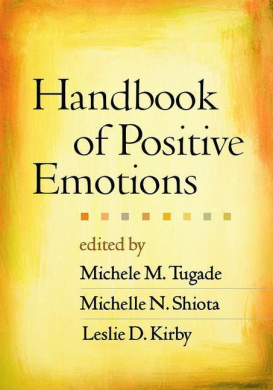 Handbook
of Positive
Emotions
edited by
Michele M. Tugade
Michelle N. Shiota
Leslie D. Kirby